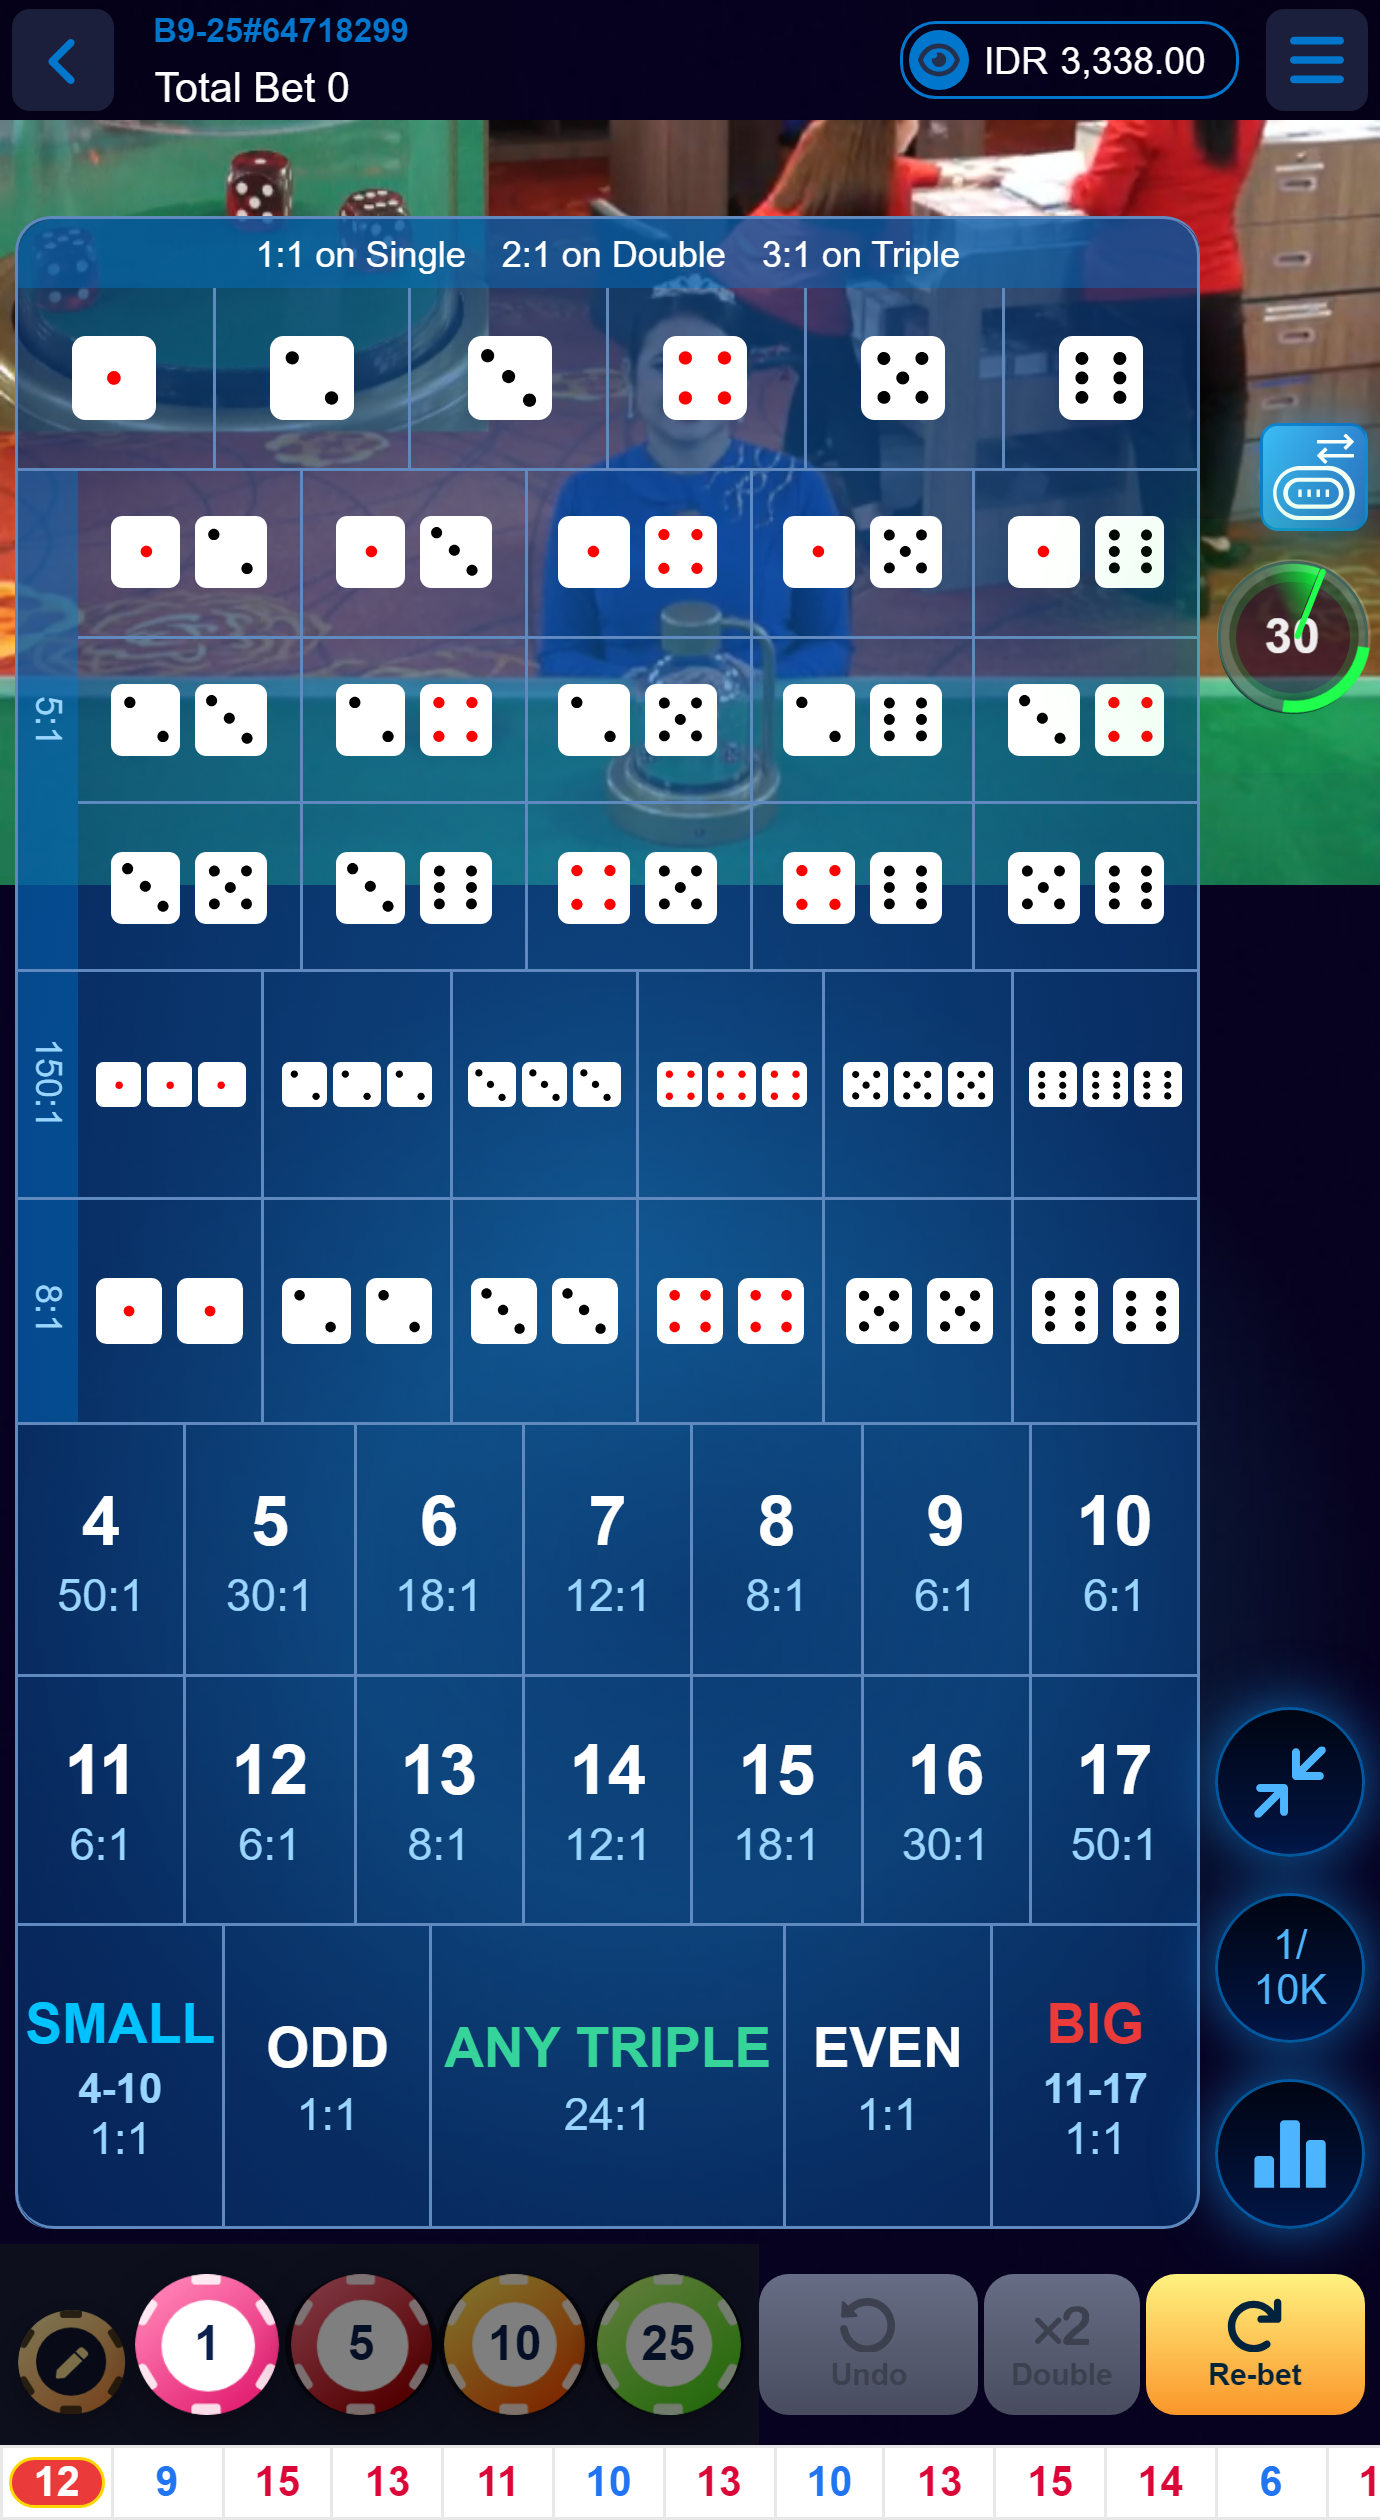 B9-25#64718299
Total Bet 0
IDR 3,338.00
1:1 on Single 2:1 on Double 3:1 on Triple
30
5:1
150:1
8:1
4 5 6 7 8 9 10
50:1 30:1 18:1 12:1 8:1 6:1 6:1
11 12 13 14 15 16 17
6:1 6:1 8:1 12:1 18:1 30:1 50:1
SMALL
4-10
1:1
ODD
1:1
ANY TRIPLE
24:1
EVEN
1:1
BIG
11-17
1:1
1/
10K
1 5 10 25
Undo
x2
Double
Re-bet
12 9 15 13 11 10 13 10 13 15 14 6